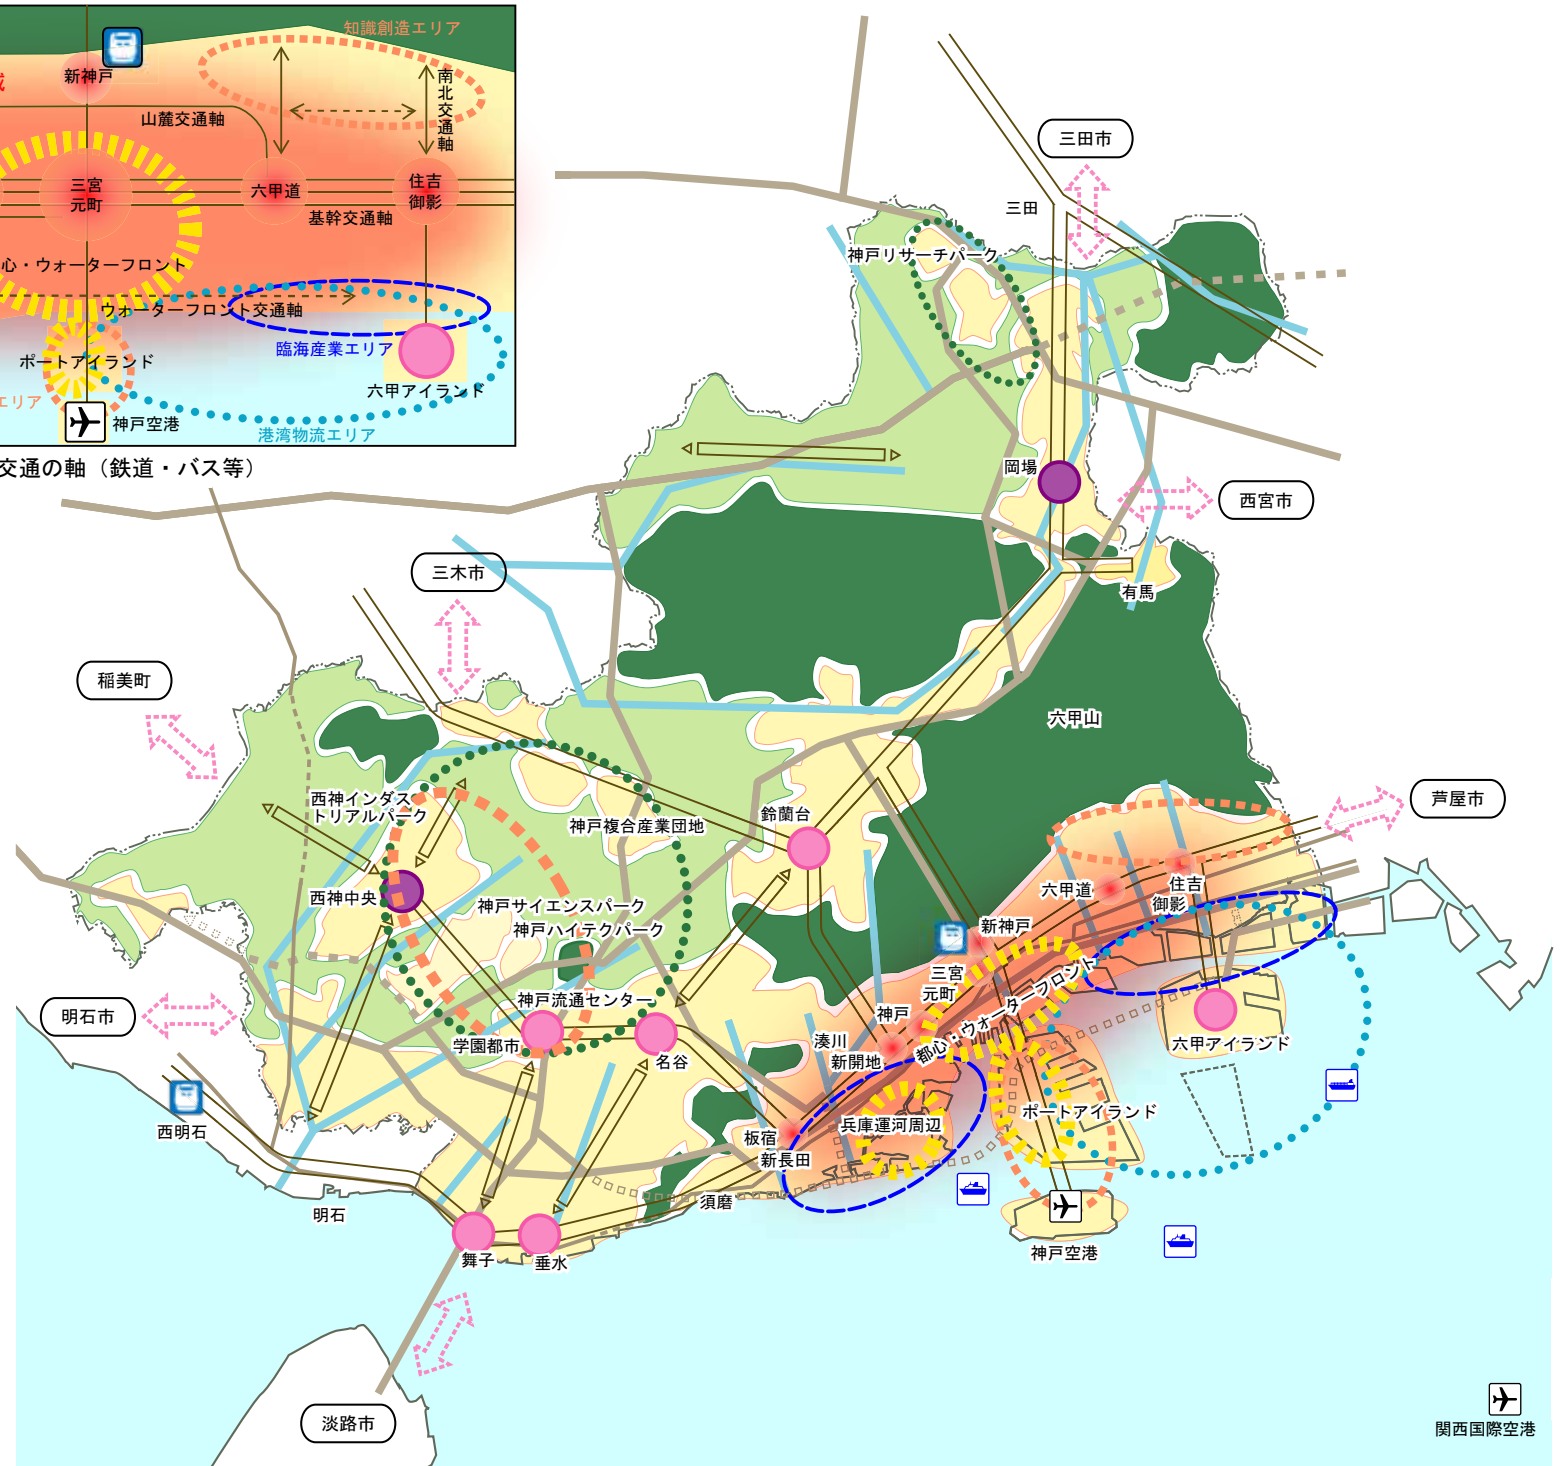 知識創造エリア
新神戸
域
南北交通軸
山麓交通軸
三宮
元町
六甲道
住吉
御影
基幹交通軸
心・ウォーターフロント
ウォーターフロント交通軸
臨海産業エリア
ポートアイランド
六甲アイランド
エリア
神戸空港
港湾物流エリア
交通の軸（鉄道・バス等）
三田市
三田
神戸リサーチパーク
岡場
西宮市
三木市
有馬
稲美町
六甲山
芦屋市
西神インダス
トリアルパーク
鈴蘭台
神戸複合産業団地
西神中央
神戸サイエンスパーク
神戸ハイテクパーク
六甲道
住吉
御影
新神戸
三宮
元町
神戸流通センター
神戸
都心・ウォーターフロント
明石市
学園都市
名谷
湊川
新開地
六甲アイランド
西明石
板宿
新長田
兵庫運河周辺
ポートアイランド
明石
須磨
舞子
垂水
神戸空港
淡路市
関西国際空港